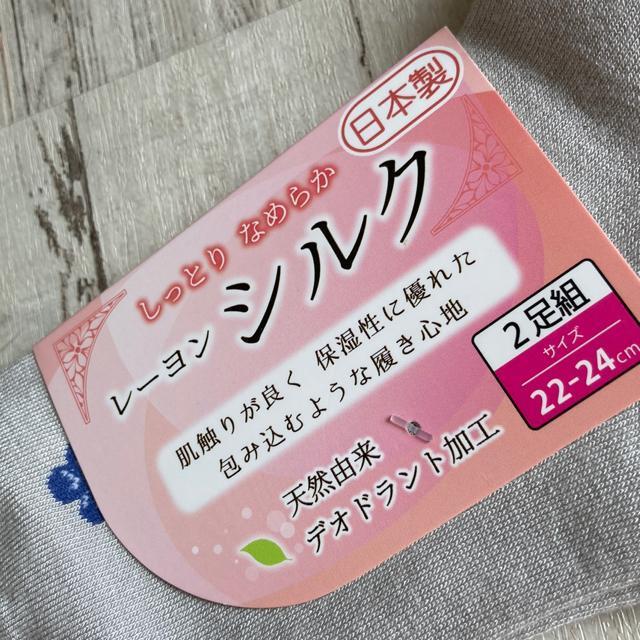 日本製
しっとり なめらか
レーヨン シルク
肌触りが良く 保湿性に優れた
包み込むような履き心地
2足組
サイズ
22-24cm
天然由来
デオドラント加工